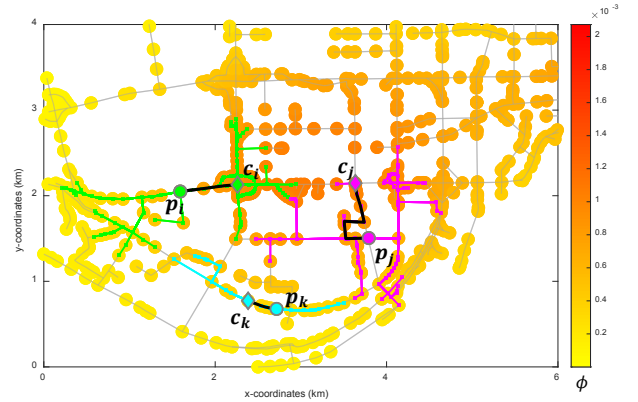 × 10⁻³
4
3
2
1
0
y-coordinates (km)
0
2
4
6
x-coordinates (km)
c_i
p_i
c_j
p_j
c_k
p_k
2
1.8
1.6
1.4
1.2
1
0.8
0.6
0.4
0.2
ϕ